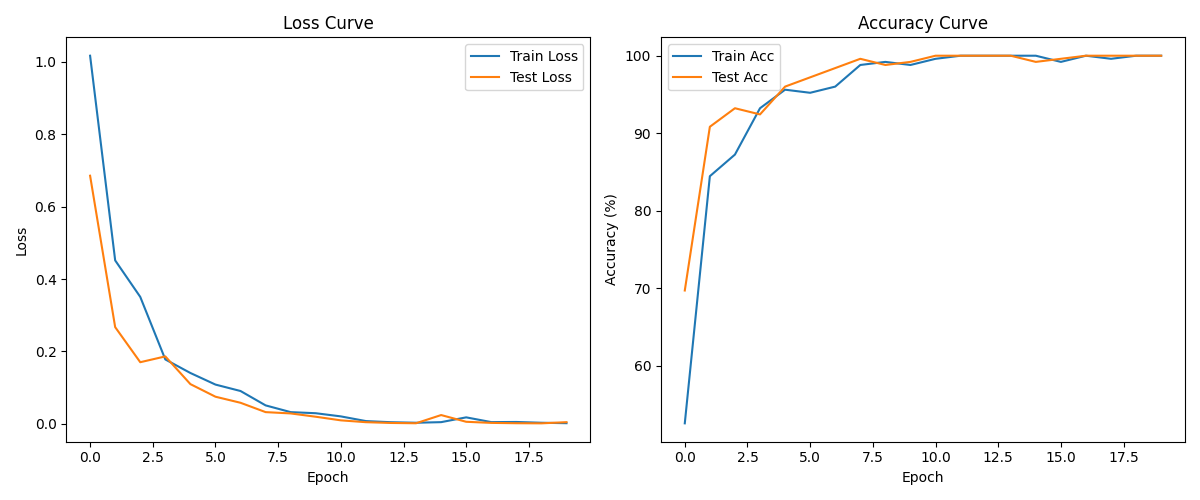 Loss Curve
1.0
0.8
0.6
0.4
0.2
0.0
Loss
Train Loss
Test Loss
0.0 2.5 5.0 7.5 10.0 12.5 15.0 17.5
Epoch
Accuracy Curve
100
90
80
70
60
Accuracy (%)
Train Acc
Test Acc
0.0 2.5 5.0 7.5 10.0 12.5 15.0 17.5
Epoch